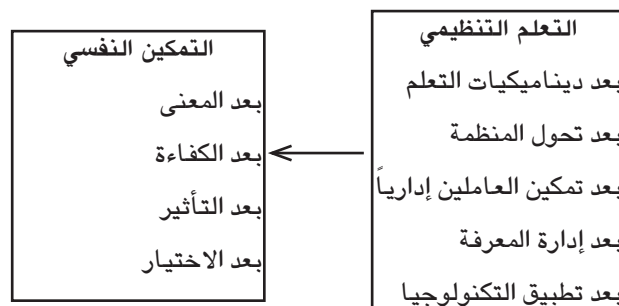 التعلم التنظيمي
بعد ديناميكيات التعلم
بعد تحول المنظمة
بعد تمكين العاملين إدارياً
بعد إدارة المعرفة
بعد تطبيق التكنولوجيا
التمكين النفسي
بعد المعنى
بعد الكفاءة
بعد التأثير
بعد الاختيار